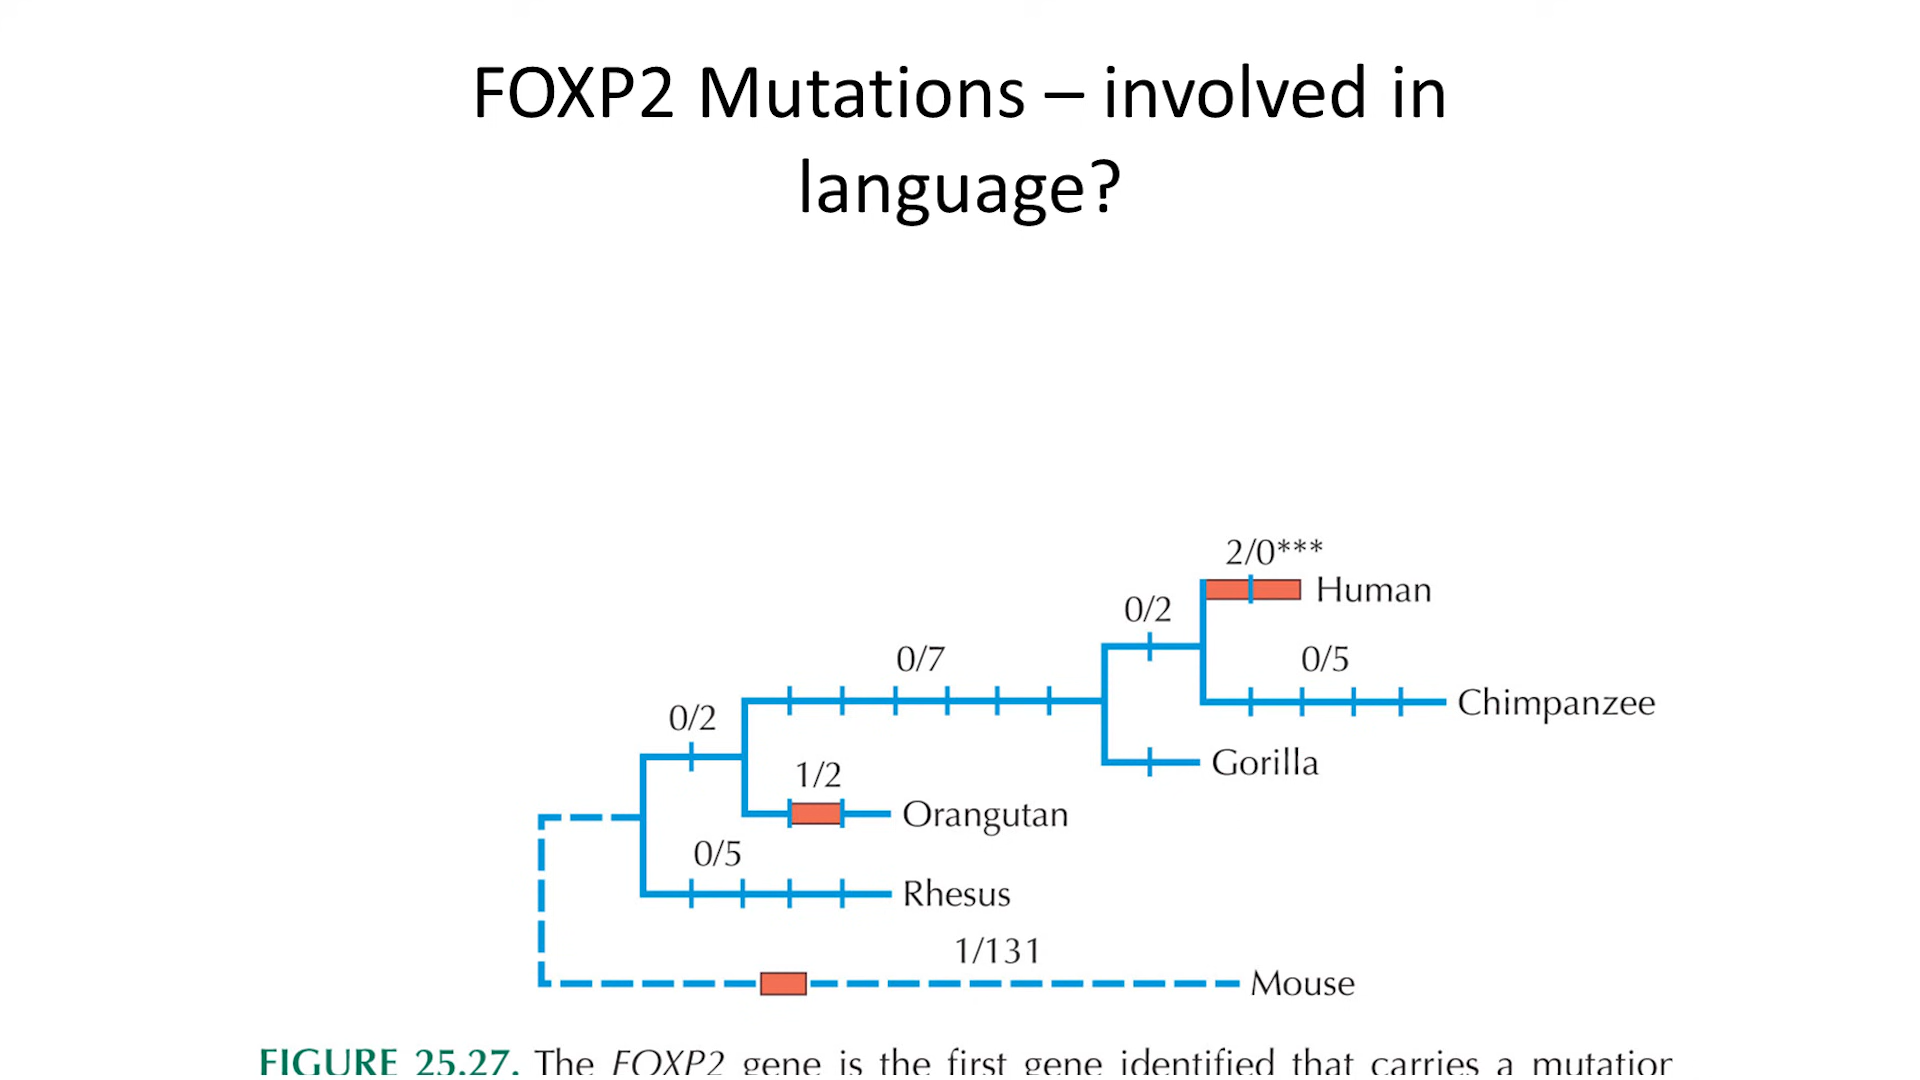 FOXP2 Mutations – involved in
language?
2/0***
Human
0/2
0/7
0/5
Chimpanzee
0/2
Gorilla
1/2
Orangutan
0/5
Rhesus
1/131
Mouse
FIGURE 25.27. The FOXP2 gene is the first gene identified that carries a mutation